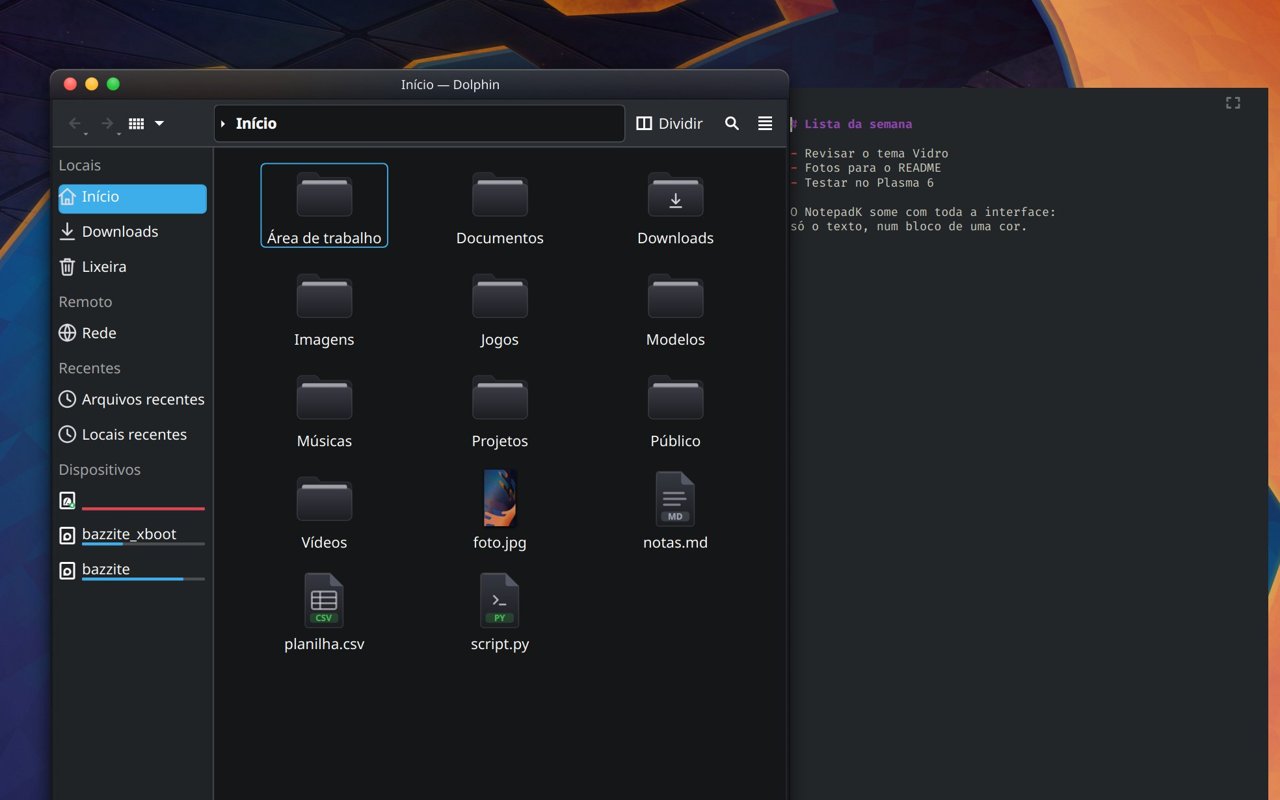 Início — Dolphin
Início
Dividir
Locais
Início
Downloads
Lixeira
Remoto
Rede
Recentes
Arquivos recentes
Locais recentes
Dispositivos
bazzite_xboot
bazzite
Área de trabalho
Documentos
Downloads
Imagens
Jogos
Modelos
Músicas
Projetos
Público
Vídeos
foto.jpg
MD
notas.md
CSV
planilha.csv
PY
script.py
# Lista da semana
- Revisar o tema Vidro
- Fotos para o README
- Testar no Plasma 6
O NotepadK some com toda a interface:
só o texto, num bloco de uma cor.